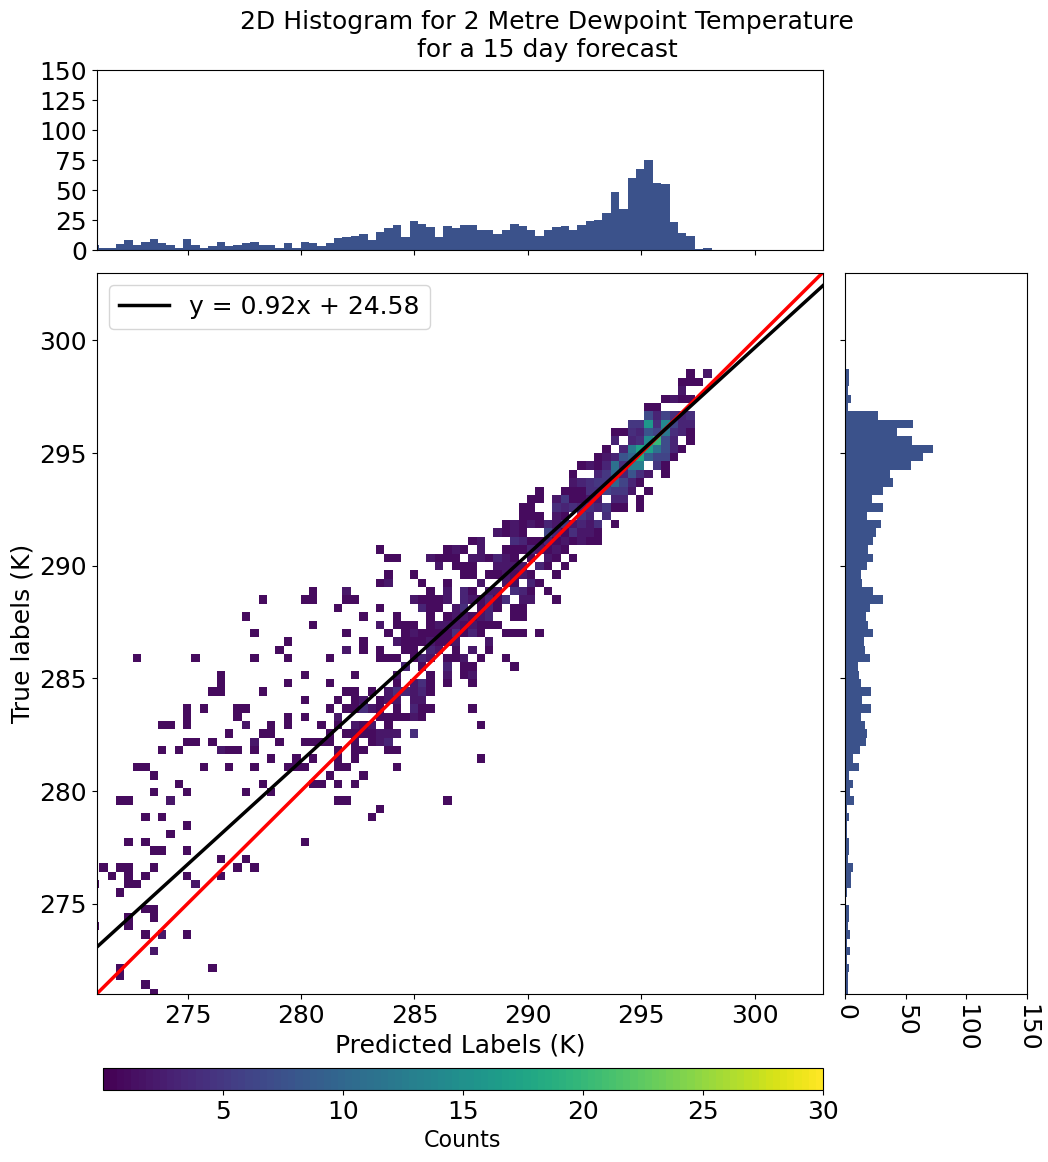 2D Histogram for 2 Metre Dewpoint Temperature
for a 15 day forecast
150
125
100
75
50
25
0
y = 0.92x + 24.58
True labels (K)
300
295
290
285
280
275
275 280 285 290 295 300
Predicted Labels (K)
0 50 100 150
5 10 15 20 25 30
Counts